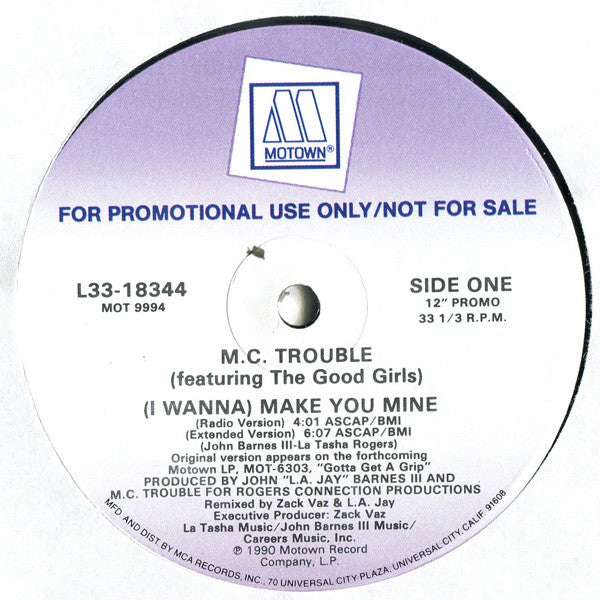 MOTOWN®
FOR PROMOTIONAL USE ONLY/NOT FOR SALE
L33-18344
MOT 9994
SIDE ONE
12" PROMO
33 1/3 R.P.M.
M.C. TROUBLE
(featuring The Good Girls)
(I WANNA) MAKE YOU MINE
(Radio Version) 4:01 ASCAP/BMI
(Extended Version) 6:07 ASCAP/BMI
(John Barnes III-La Tasha Rogers)
Original version appears on the forthcoming
Motown LP, MOT-6303, "Gotta Get A Grip"
PRODUCED BY JOHN "L.A. JAY" BARNES III AND
M.C. TROUBLE FOR ROGERS CONNECTION PRODUCTIONS
Remixed by Zack Vaz & L.A. Jay
Executive Producer: Zack Vaz
La Tasha Music/John Barnes III Music/
Careers Music, Inc.
℗ 1990 Motown Record
Company, L.P.
MFD AND DIST BY MCA RECORDS, INC., 70 UNIVERSAL CITY PLAZA, UNIVERSAL CITY, CALIF. 91608